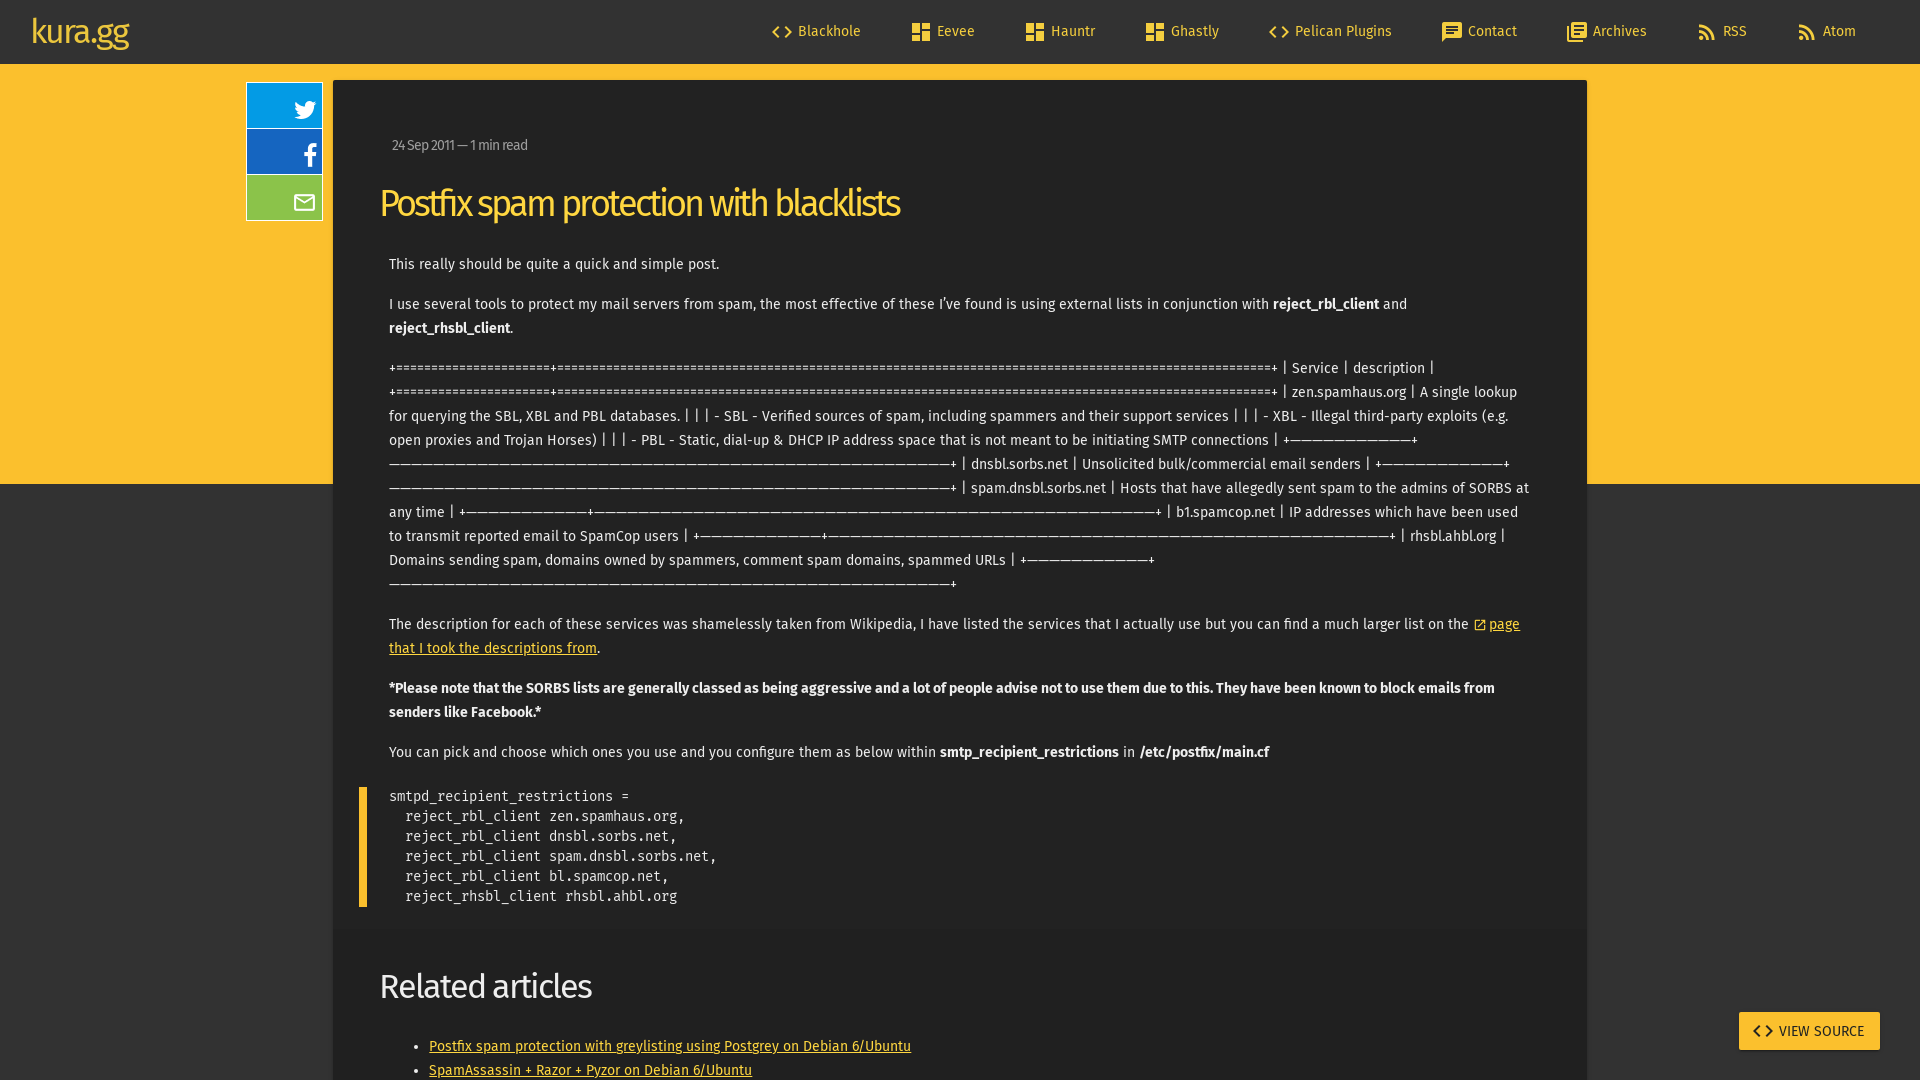 kura.gg
Blackhole
Eevee
Hauntr
Ghastly
Pelican Plugins
Contact
Archives
RSS
Atom
24 Sep 2011 — 1 min read
Postfix spam protection with blacklists
This really should be quite a quick and simple post.
I use several tools to protect my mail servers from spam, the most effective of these I’ve found is using external lists in conjunction with reject_rbl_client and
reject_rhsbl_client.
+======================+======================================================================================================+ | Service | description |
+======================+======================================================================================================+ | zen.spamhaus.org | A single lookup
for querying the SBL, XBL and PBL databases. | | | - SBL - Verified sources of spam, including spammers and their support services | | | - XBL - Illegal third-party exploits (e.g.
open proxies and Trojan Horses) | | | - PBL - Static, dial-up & DHCP IP address space that is not meant to be initiating SMTP connections | +———————————–+
———————————————————————————————————————————————————+ | dnsbl.sorbs.net | Unsolicited bulk/commercial email senders | +———————————–+
———————————————————————————————————————————————————+ | spam.dnsbl.sorbs.net | Hosts that have allegedly sent spam to the admins of SORBS at
any time | +———————————–+———————————————————————————————————————————————————+ | b1.spamcop.net | IP addresses which have been used
to transmit reported email to SpamCop users | +———————————–+———————————————————————————————————————————————————+ | rhsbl.ahbl.org |
Domains sending spam, domains owned by spammers, comment spam domains, spammed URLs | +———————————–+
———————————————————————————————————————————————————+
The description for each of these services was shamelessly taken from Wikipedia, I have listed the services that I actually use but you can find a much larger list on the page
that I took the descriptions from.
*Please note that the SORBS lists are generally classed as being aggressive and a lot of people advise not to use them due to this. They have been known to block emails from
senders like Facebook.*
You can pick and choose which ones you use and you configure them as below within smtp_recipient_restrictions in /etc/postfix/main.cf
smtpd_recipient_restrictions =
  reject_rbl_client zen.spamhaus.org,
  reject_rbl_client dnsbl.sorbs.net,
  reject_rbl_client spam.dnsbl.sorbs.net,
  reject_rbl_client bl.spamcop.net,
  reject_rhsbl_client rhsbl.ahbl.org
Related articles
• Postfix spam protection with greylisting using Postgrey on Debian 6/Ubuntu
• SpamAssassin + Razor + Pyzor on Debian 6/Ubuntu
VIEW SOURCE